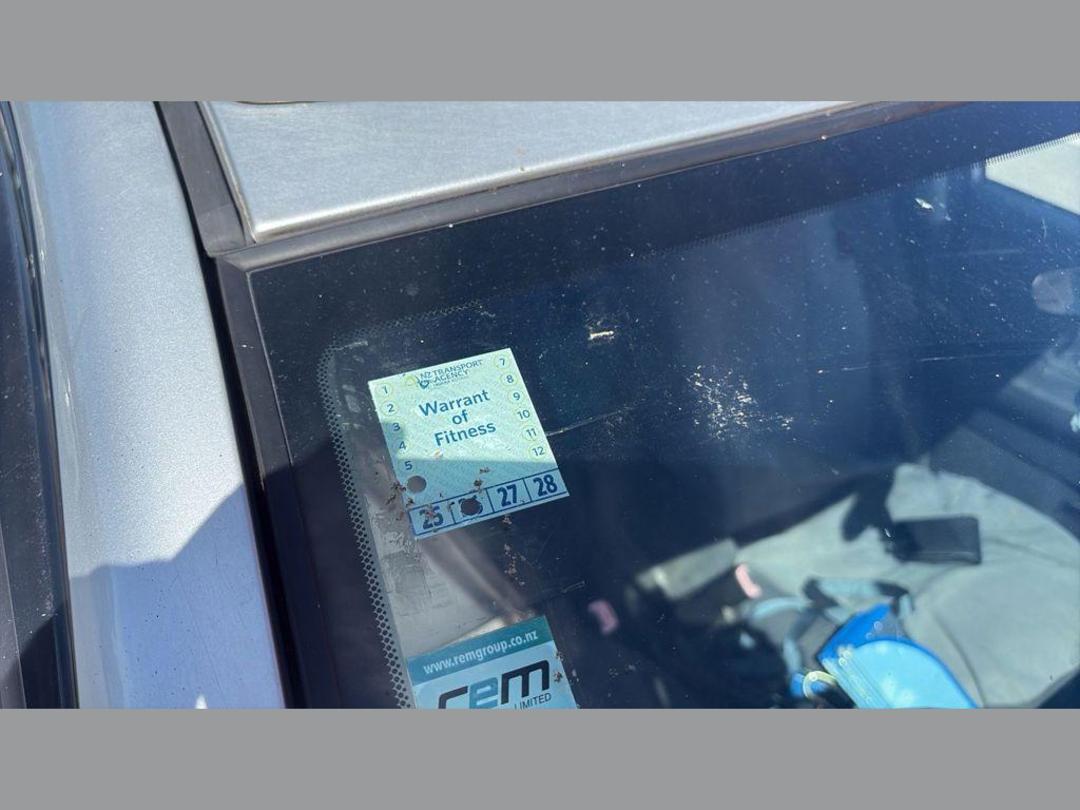 NZ TRANSPORT
AGENCY
Warrant
of
Fitness
1
2
3
4
5
7
8
9
10
11
12
25 27 28
www.remgroup.co.nz
rem
LIMITED